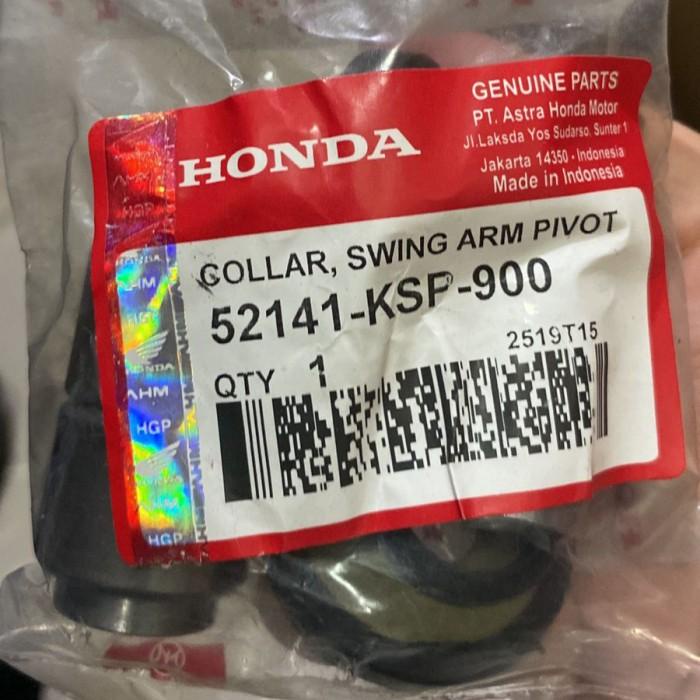 GENUINE PARTS
PT. Astra Honda Motor
Jl.Laksda Yos Sudarso, Sunter 1
Jakarta 14350 - Indonesia
Made in Indonesia
HONDA
COLLAR, SWING ARM PIVOT
52141-KSP-900
2519T15
QTY 1
AHM
HGP
AHM
HGP